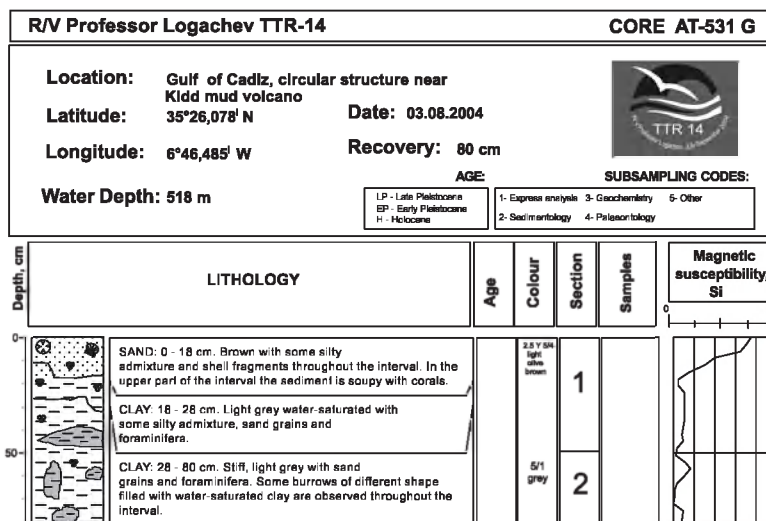 R/V Professor Logachev TTR-14 CORE AT-531 G
Location: Gulf of Cadiz, circular structure near
Kidd mud volcano
Latitude: 35°26,078' N Date: 03.08.2004
Longitude: 6°46,485' W Recovery: 80 cm
Water Depth: 518 m
TTR 14
AGE:
LP - Late Pleistocene
EP - Early Pleistocene
H - Holocene
SUBSAMPLING CODES:
1- Express analysis 3- Geochemistry 5- Other
2- Sedimentology 4- Palaeontology
Depth, cm
LITHOLOGY
Age
Colour
Section
Samples
Magnetic
susceptibility,
Si
0
0
SAND: 0 - 18 cm. Brown with some silty
admixture and shell fragments throughout the interval. In the
upper part of the interval the sediment is soupy with corals.
2.5 Y 5/4
light
olive
brown
1
CLAY: 18 - 28 cm. Light grey water-saturated with
some silty admixture, sand grains and
foraminifera.
50
CLAY: 28 - 80 cm. Stiff, light grey with sand
grains and foraminifera. Some burrows of different shape
filled with water-saturated clay are observed throughout the
interval.
5/1
grey
2